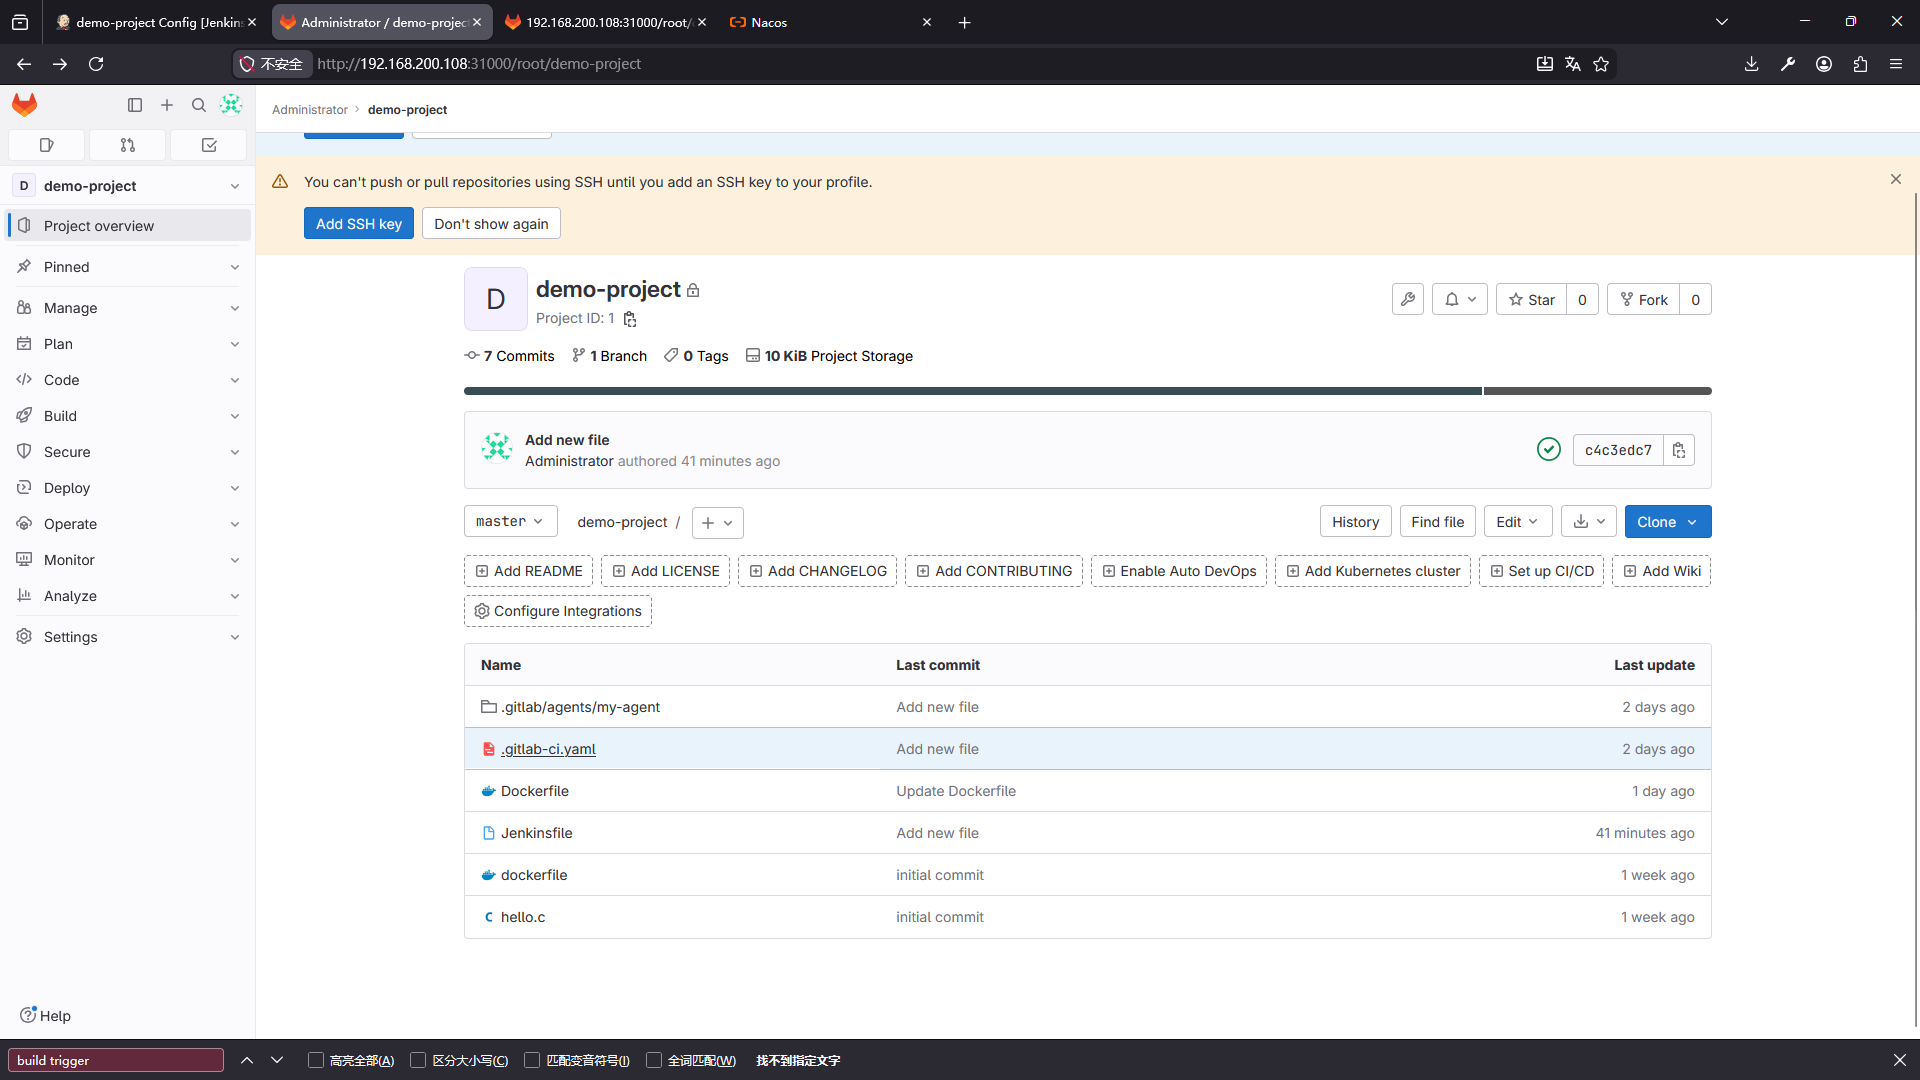 demo-project Config [Jenkins
Administrator / demo-project
192.168.200.108:31000/root/
Nacos
不安全
http://192.168.200.108:31000/root/demo-project
Administrator › demo-project
You can't push or pull repositories using SSH until you add an SSH key to your profile.
Add SSH key
Don't show again
D demo-project
Project overview
Pinned
Manage
Plan
Code
Build
Secure
Deploy
Operate
Monitor
Analyze
Settings
Help
D
demo-project
Project ID: 1
Star 0
Fork 0
7 Commits 1 Branch 0 Tags 10 KiB Project Storage
Add new file
Administrator authored 41 minutes ago
c4c3edc7
master
demo-project /
History
Find file
Edit
Clone
Add README
Add LICENSE
Add CHANGELOG
Add CONTRIBUTING
Enable Auto DevOps
Add Kubernetes cluster
Set up CI/CD
Add Wiki
Configure Integrations
Name Last commit Last update
.gitlab/agents/my-agent Add new file 2 days ago
.gitlab-ci.yaml Add new file 2 days ago
Dockerfile Update Dockerfile 1 day ago
Jenkinsfile Add new file 41 minutes ago
dockerfile initial commit 1 week ago
hello.c initial commit 1 week ago
build trigger
高亮全部(A)
区分大小写(C)
匹配变音符号(I)
全词匹配(W)
找不到指定文字